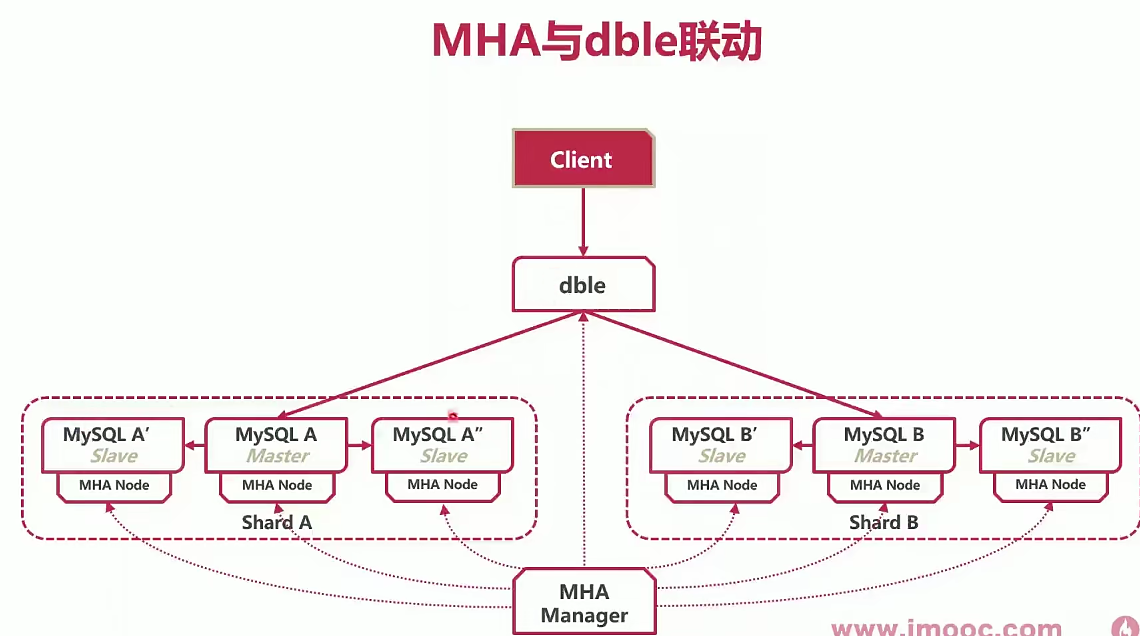 MHA与dble联动
Client
dble
MySQL A’
Slave
MHA Node
MySQL A
Master
MHA Node
MySQL A”
Slave
MHA Node
Shard A
MySQL B’
Slave
MHA Node
MySQL B
Master
MHA Node
MySQL B”
Slave
MHA Node
Shard B
MHA
Manager
www.imooc.com